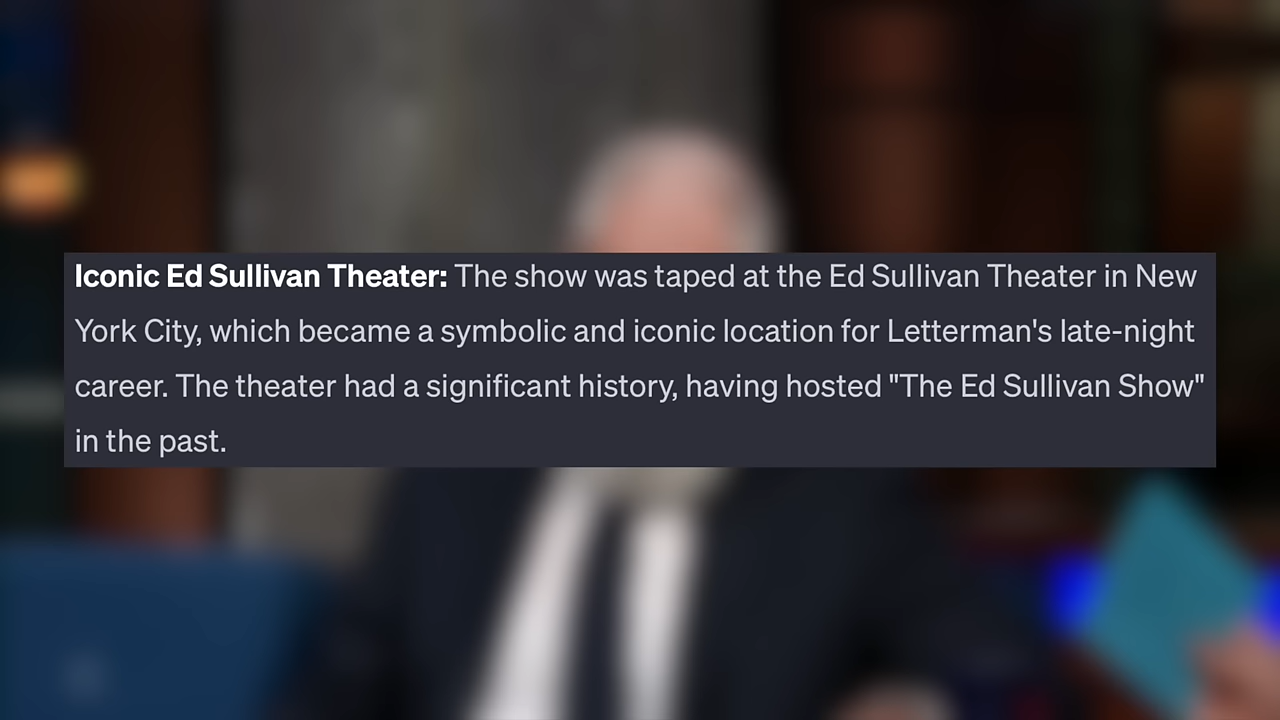 Iconic Ed Sullivan Theater: The show was taped at the Ed Sullivan Theater in New
York City, which became a symbolic and iconic location for Letterman's late-night
career. The theater had a significant history, having hosted "The Ed Sullivan Show"
in the past.